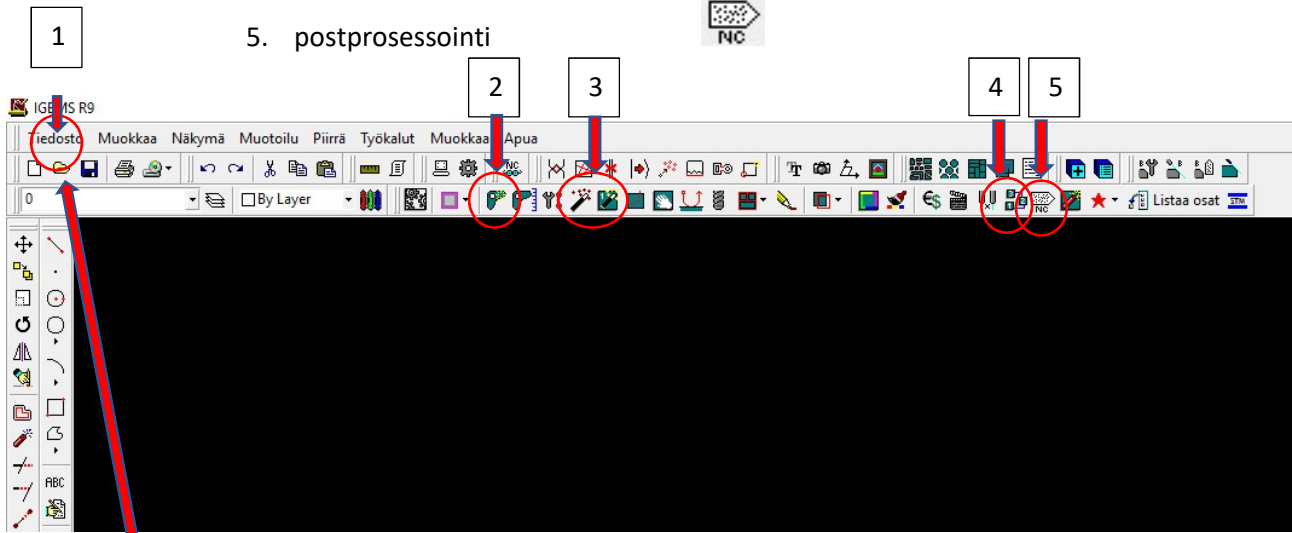 1
5. postprosessointi
NC
2 3 4 5
IGEMS R9
Tiedosto Muokkaa Näkymä Muotoilu Piirrä Työkalut Muokkaa Apua
NC
0 By Layer €$ NC Listaa osat STM
ABC